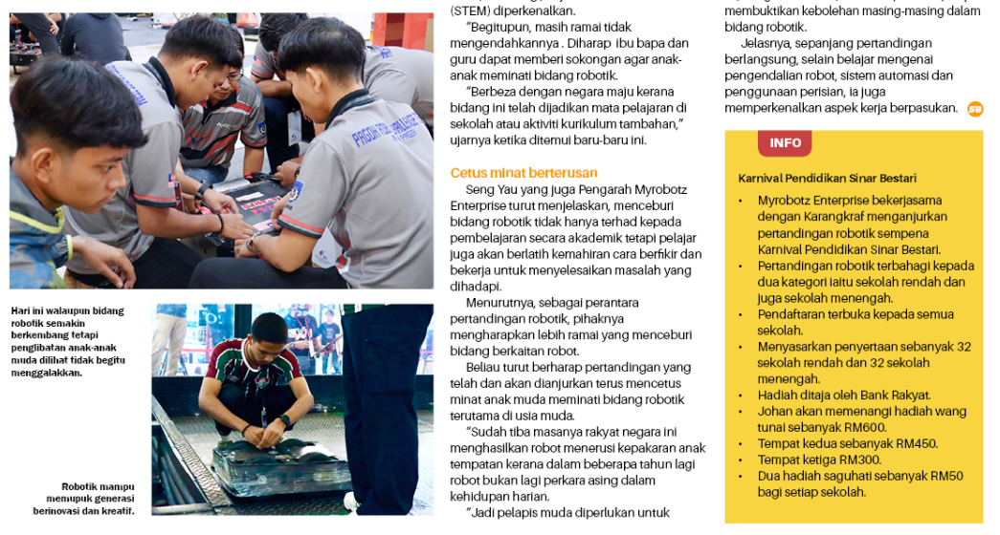 (STEM) diperkenalkan.
“Begitupun, masih ramai tidak
mengendahkannya . Diharap ibu bapa dan
guru dapat memberi sokongan agar anak-
anak meminati bidang robotik.
“Berbeza dengan negara maju kerana
bidang ini telah dijadikan mata pelajaran di
sekolah atau aktiviti kurikulum tambahan,”
ujarnya ketika ditemui baru-baru ini.
Cetus minat berterusan
Seng Yau yang juga Pengarah Myrobotz
Enterprise turut menjelaskan, menceburi
bidang robotik tidak hanya terhad kepada
pembelajaran secara akademik tetapi pelajar
juga akan berlatih kemahiran cara berfikir dan
bekerja untuk menyelesaikan masalah yang
dihadapi.
Menurutnya, sebagai perantara
pertandingan robotik, pihaknya
mengharapkan lebih ramai yang menceburi
bidang berkaitan robot.
Beliau turut berharap pertandingan yang
telah dan akan dianjurkan terus mencetus
minat anak muda meminati bidang robotik
terutama di usia muda.
“Sudah tiba masanya rakyat negara ini
menghasilkan robot menerusi kepakaran anak
tempatan kerana dalam beberapa tahun lagi
robot bukan lagi perkara asing dalam
kehidupan harian.
“Jadi pelapis muda diperlukan untuk
membuktikan kebolehan masing-masing dalam
bidang robotik.
Jelasnya, sepanjang pertandingan
berlangsung, selain belajar mengenai
pengendalian robot, sistem automasi dan
penggunaan perisian, ia juga
memperkenalkan aspek kerja berpasukan. SB
INFO
Karnival Pendidikan Sinar Bestari
• Myrobotz Enterprise bekerjasama
dengan Karangkraf menganjurkan
pertandingan robotik sempena
Karnival Pendidikan Sinar Bestari.
• Pertandingan robotik terbahagi kepada
dua kategori iaitu sekolah rendah dan
juga sekolah menengah.
• Pendaftaran terbuka kepada semua
sekolah.
• Menyasarkan penyertaan sebanyak 32
sekolah rendah dan 32 sekolah
menengah.
• Hadiah ditaja oleh Bank Rakyat.
• Johan akan memenangi hadiah wang
tunai sebanyak RM600.
• Tempat kedua sebanyak RM450.
• Tempat ketiga RM300.
• Dua hadiah saguhati sebanyak RM50
bagi setiap sekolah.
Hari ini walaupun bidang
robotik semakin
berkembang tetapi
penglibatan anak-anak
muda dilihat tidak begitu
menggalakkan.
Robotik mampu
memupuk generasi
berinovasi dan kreatif.